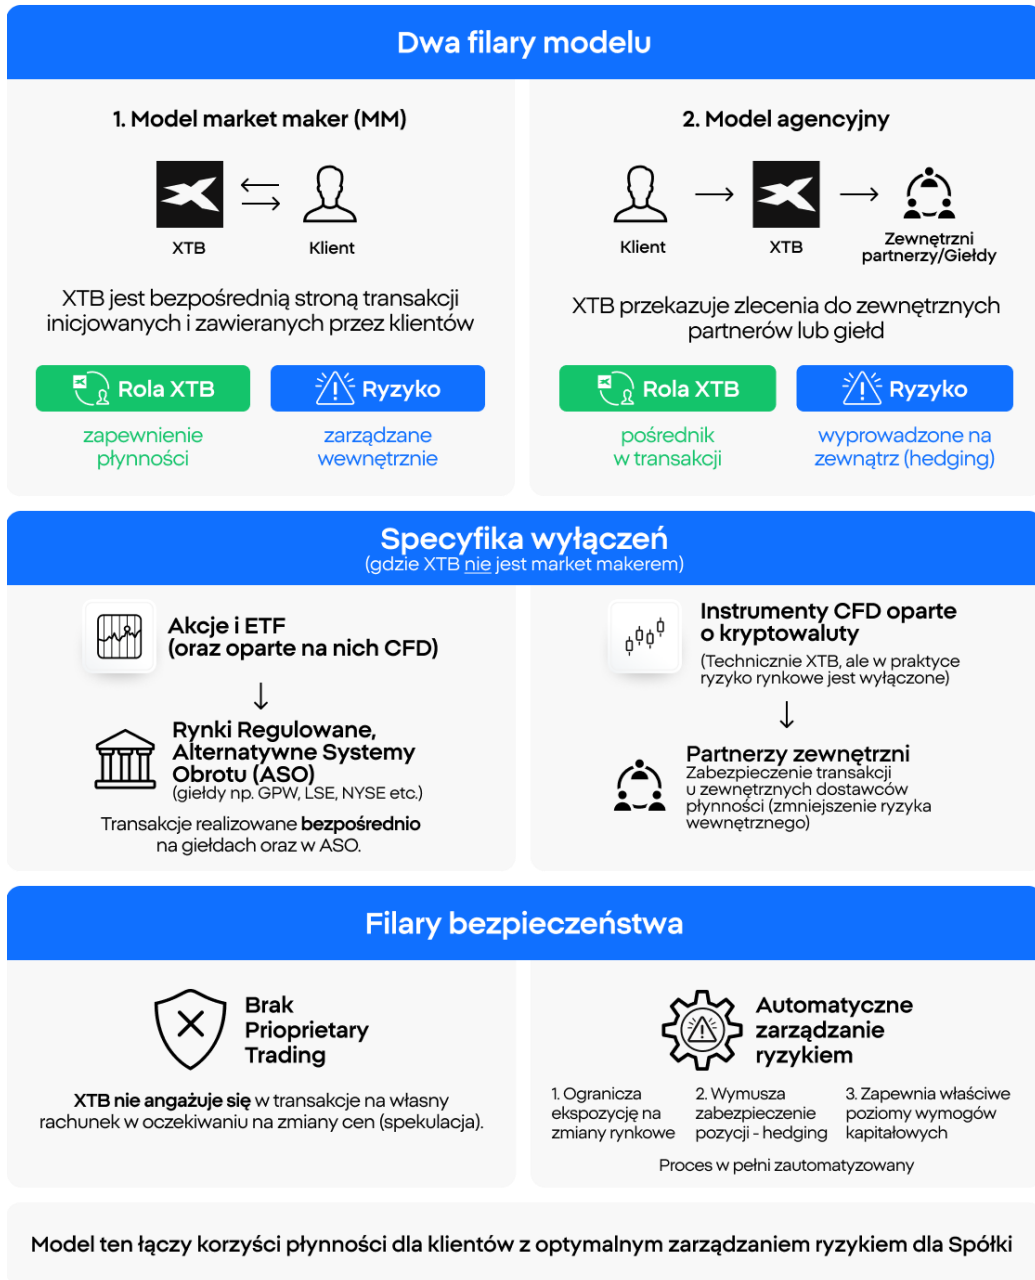 Dwa filary modelu
1. Model market maker (MM)
XTB
Klient
XTB jest bezpośrednią stroną transakcji
inicjowanych i zawieranych przez klientów
Rola XTB
Ryzyko
zapewnienie
płynności
zarządzane
wewnętrznie
2. Model agencyjny
Klient
XTB
Zewnętrzni
partnerzy/Giełdy
XTB przekazuje zlecenia do zewnętrznych
partnerów lub giełd
Rola XTB
Ryzyko
pośrednik
w transakcji
wyprowadzone na
zewnątrz (hedging)
Specyfika wyłączeń
(gdzie XTB nie jest market makerem)
Akcje i ETF
(oraz oparte na nich CFD)
Rynki Regulowane,
Alternatywne Systemy
Obrotu (ASO)
(giełdy np. GPW, LSE, NYSE etc.)
Transakcje realizowane bezpośrednio
na giełdach oraz w ASO.
Instrumenty CFD oparte
o kryptowaluty
(Technicznie XTB, ale w praktyce
ryzyko rynkowe jest wyłączone)
Partnerzy zewnętrzni
Zabezpieczenie transakcji
u zewnętrznych dostawców
płynności (zmniejszenie ryzyka
wewnętrznego)
Filary bezpieczeństwa
Brak
Prioprietary
Trading
XTB nie angażuje się w transakcje na własny
rachunek w oczekiwaniu na zmiany cen (spekulacja).
Automatyczne
zarządzanie
ryzykiem
1. Ogranicza
ekspozycję na
zmiany rynkowe
2. Wymusza
zabezpieczenie
pozycji - hedging
3. Zapewnia właściwe
poziomy wymogów
kapitałowych
Proces w pełni zautomatyzowany
Model ten łączy korzyści płynności dla klientów z optymalnym zarządzaniem ryzykiem dla Spółki